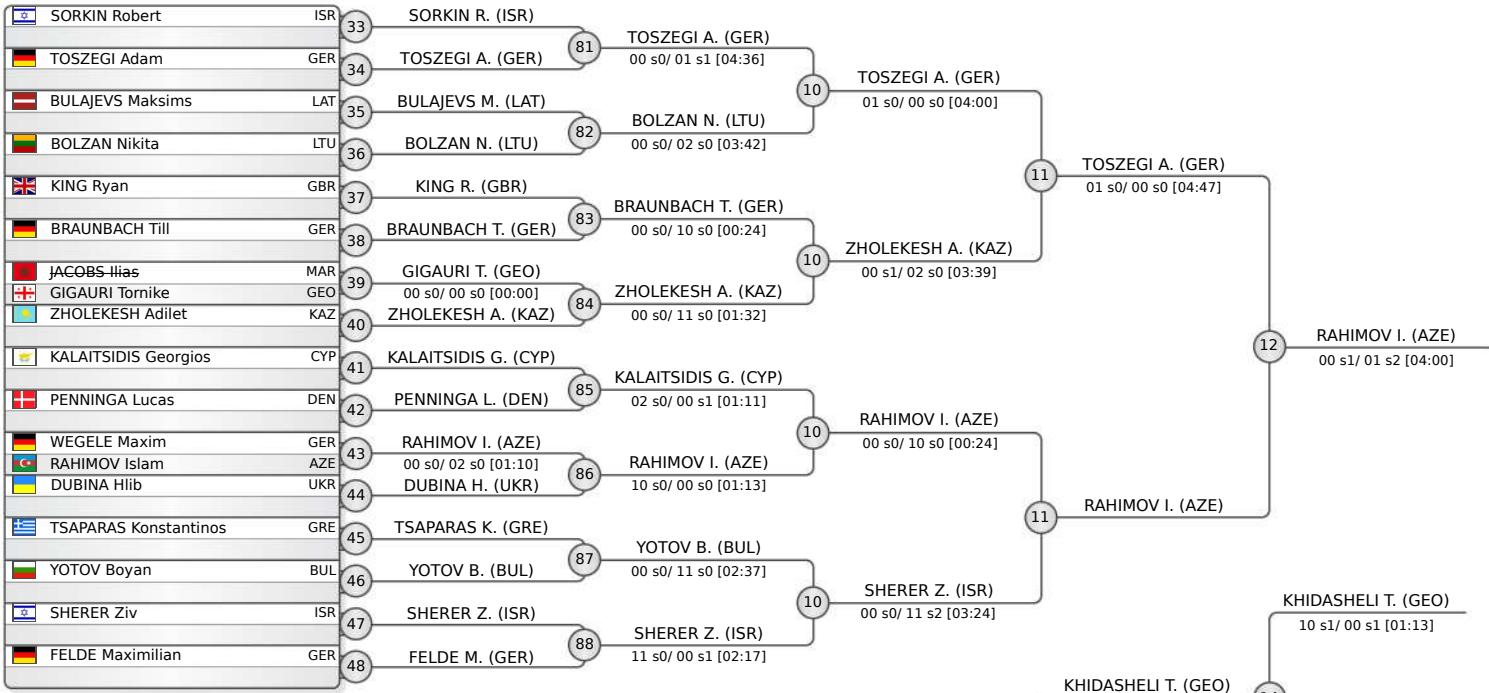 SORKIN Robert ISR
TOSZEGI Adam GER
BULAJEVS Maksims LAT
BOLZAN Nikita LTU
KING Ryan GBR
BRAUNBACH Till GER
JACOBS Ilias MAR
GIGAURI Tornike GEO
ZHOLEKESH Adilet KAZ
KALAITSIDIS Georgios CYP
PENNINGA Lucas DEN
WEGELE Maxim GER
RAHIMOV Islam AZE
DUBINA Hlib UKR
TSAPARAS Konstantinos GRE
YOTOV Boyan BUL
SHERER Ziv ISR
FELDE Maximilian GER
33
34
35
36
37
38
39
40
41
42
43
44
45
46
47
48
SORKIN R. (ISR)
TOSZEGI A. (GER)
BULAJEVS M. (LAT)
BOLZAN N. (LTU)
KING R. (GBR)
BRAUNBACH T. (GER)
GIGAURI T. (GEO)
00 s0/ 00 s0 [00:00]
ZHOLEKESH A. (KAZ)
KALAITSIDIS G. (CYP)
PENNINGA L. (DEN)
RAHIMOV I. (AZE)
00 s0/ 02 s0 [01:10]
DUBINA H. (UKR)
TSAPARAS K. (GRE)
YOTOV B. (BUL)
SHERER Z. (ISR)
FELDE M. (GER)
81
82
83
84
85
86
87
88
TOSZEGI A. (GER)
00 s0/ 01 s1 [04:36]
BOLZAN N. (LTU)
00 s0/ 02 s0 [03:42]
BRAUNBACH T. (GER)
00 s0/ 10 s0 [00:24]
ZHOLEKESH A. (KAZ)
00 s0/ 11 s0 [01:32]
KALAITSIDIS G. (CYP)
02 s0/ 00 s1 [01:11]
RAHIMOV I. (AZE)
10 s0/ 00 s0 [01:13]
YOTOV B. (BUL)
00 s0/ 11 s0 [02:37]
SHERER Z. (ISR)
11 s0/ 00 s1 [02:17]
10
10
10
10
TOSZEGI A. (GER)
01 s0/ 00 s0 [04:00]
ZHOLEKESH A. (KAZ)
00 s1/ 02 s0 [03:39]
RAHIMOV I. (AZE)
00 s0/ 10 s0 [00:24]
SHERER Z. (ISR)
00 s0/ 11 s2 [03:24]
11
11
TOSZEGI A. (GER)
01 s0/ 00 s0 [04:47]
RAHIMOV I. (AZE)
12
RAHIMOV I. (AZE)
00 s1/ 01 s2 [04:00]
KHIDASHELI T. (GEO)
10 s1/ 00 s1 [01:13]
KHIDASHELI T. (GEO)